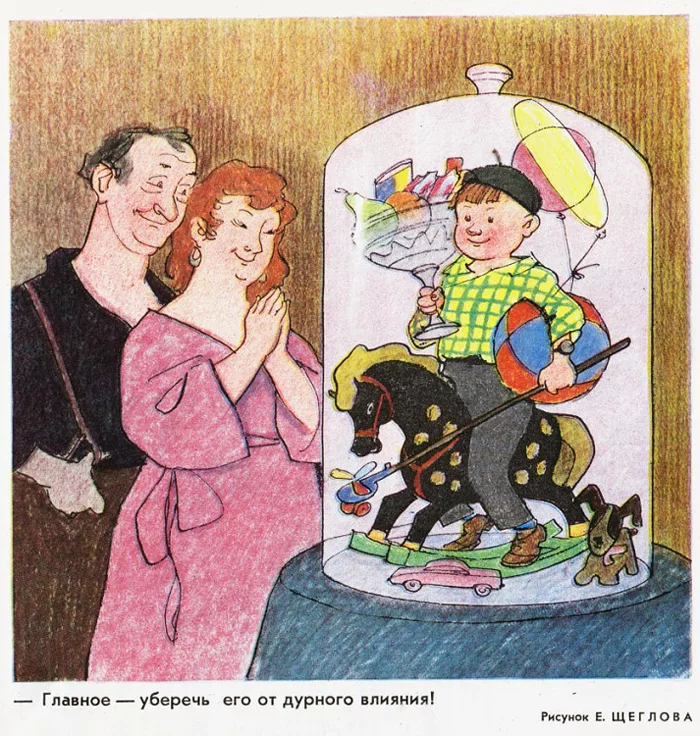 — Главное — уберечь его от дурного влияния!
Рисунок Е. ЩЕГЛОВА